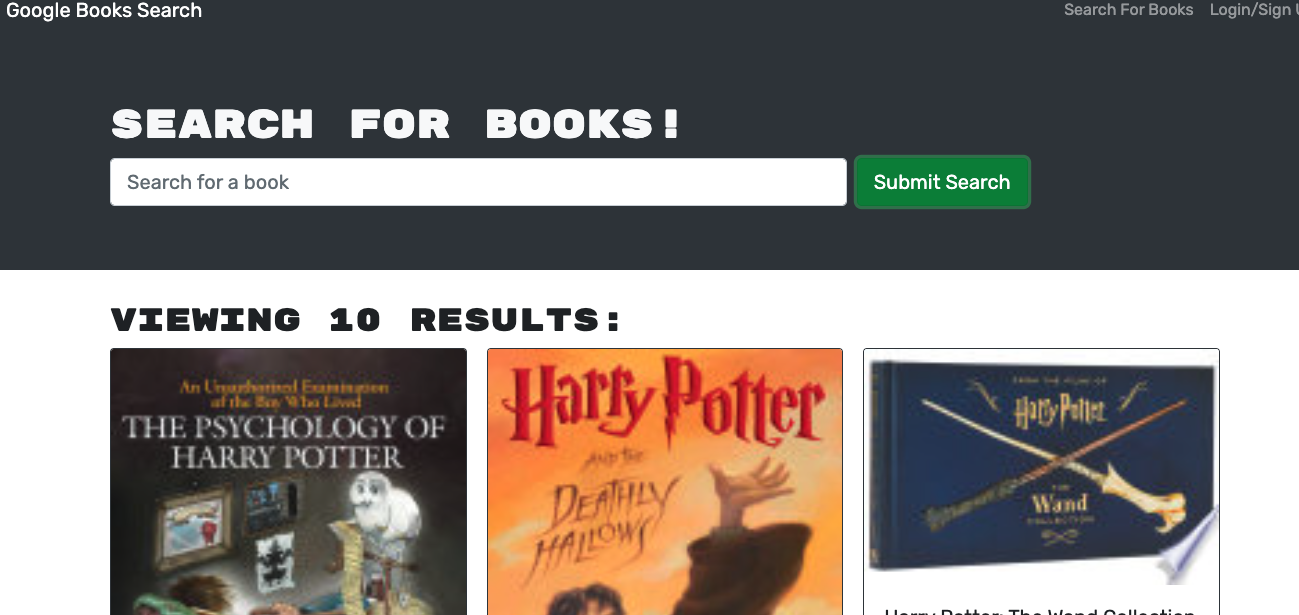 Google Books Search
Search For Books
Login/Sign
SEARCH FOR BOOKS!
Search for a book
Submit Search
VIEWING 10 RESULTS:
An Unauthorized Examination
of the Boy Who Lived
THE PSYCHOLOGY OF
HARRY POTTER
Harry Potter
AND THE
DEATHLY
HALLOWS
FROM THE FILMS OF
Harry Potter
THE
Wand
COLLECTION
Harry Potter: The Wand Collection